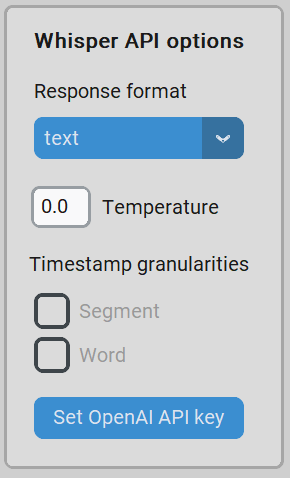 Whisper API options
Response format
text
0.0 Temperature
Timestamp granularities
Segment
Word
Set OpenAI API key